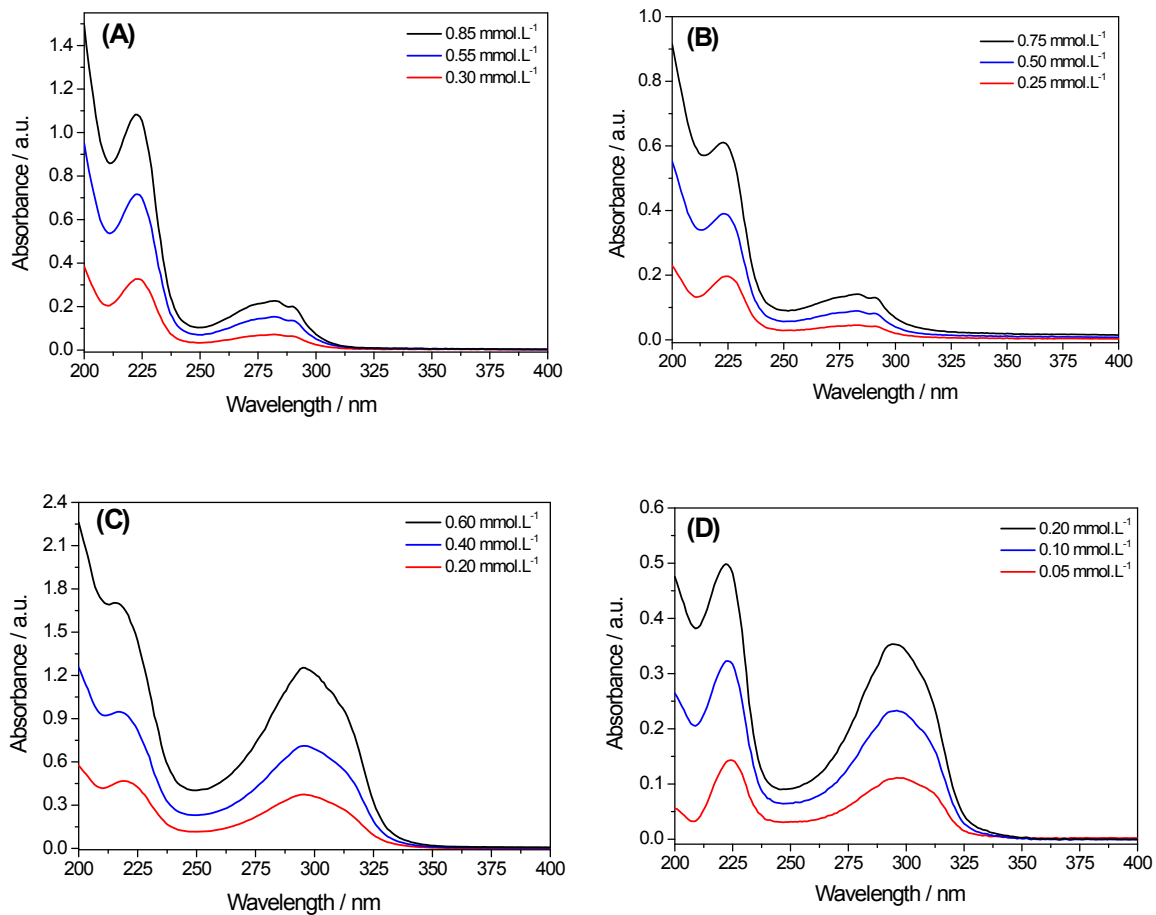 (A)
0.85 mmol.L⁻¹
0.55 mmol.L⁻¹
0.30 mmol.L⁻¹
1.4
1.2
1.0
0.8
0.6
0.4
0.2
0.0
Absorbance / a.u.
200 225 250 275 300 325 350 375 400
Wavelength / nm
(B)
0.75 mmol.L⁻¹
0.50 mmol.L⁻¹
0.25 mmol.L⁻¹
1.0
0.8
0.6
0.4
0.2
0.0
Absorbance / a.u.
200 225 250 275 300 325 350 375 400
Wavelength / nm
(C)
0.60 mmol.L⁻¹
0.40 mmol.L⁻¹
0.20 mmol.L⁻¹
2.4
2.1
1.8
1.5
1.2
0.9
0.6
0.3
0.0
Absorbance / a.u.
200 225 250 275 300 325 350 375 400
Wavelength / nm
(D)
0.20 mmol.L⁻¹
0.10 mmol.L⁻¹
0.05 mmol.L⁻¹
0.6
0.5
0.4
0.3
0.2
0.1
0.0
Absorbance / a.u.
200 225 250 275 300 325 350 375 400
Wavelength / nm